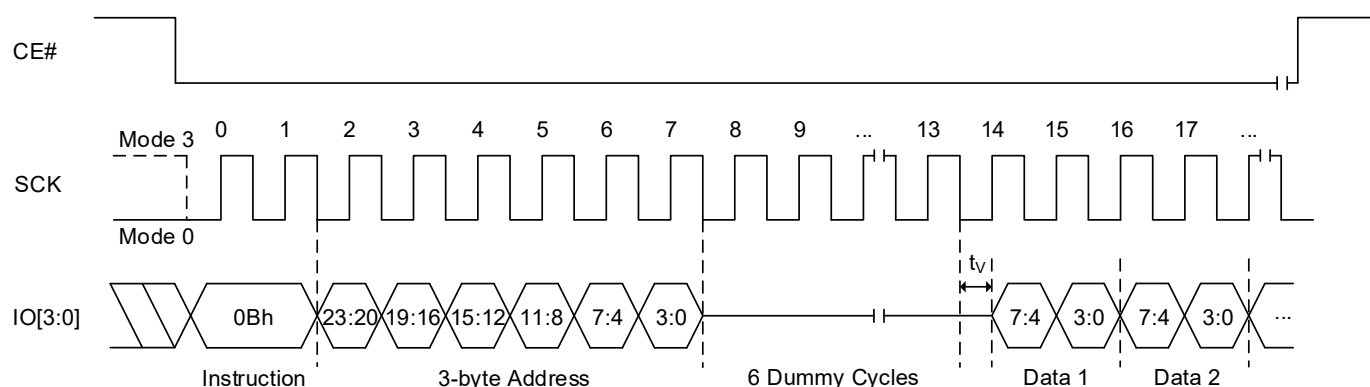 CE#
0 1 2 3 4 5 6 7 8 9 ... 13 14 15 16 17 ...
Mode 3
SCK
Mode 0
tV
IO[3:0] 0Bh 23:20 19:16 15:12 11:8 7:4 3:0 7:4 3:0 7:4 3:0 ...
Instruction 3-byte Address 6 Dummy Cycles Data 1 Data 2